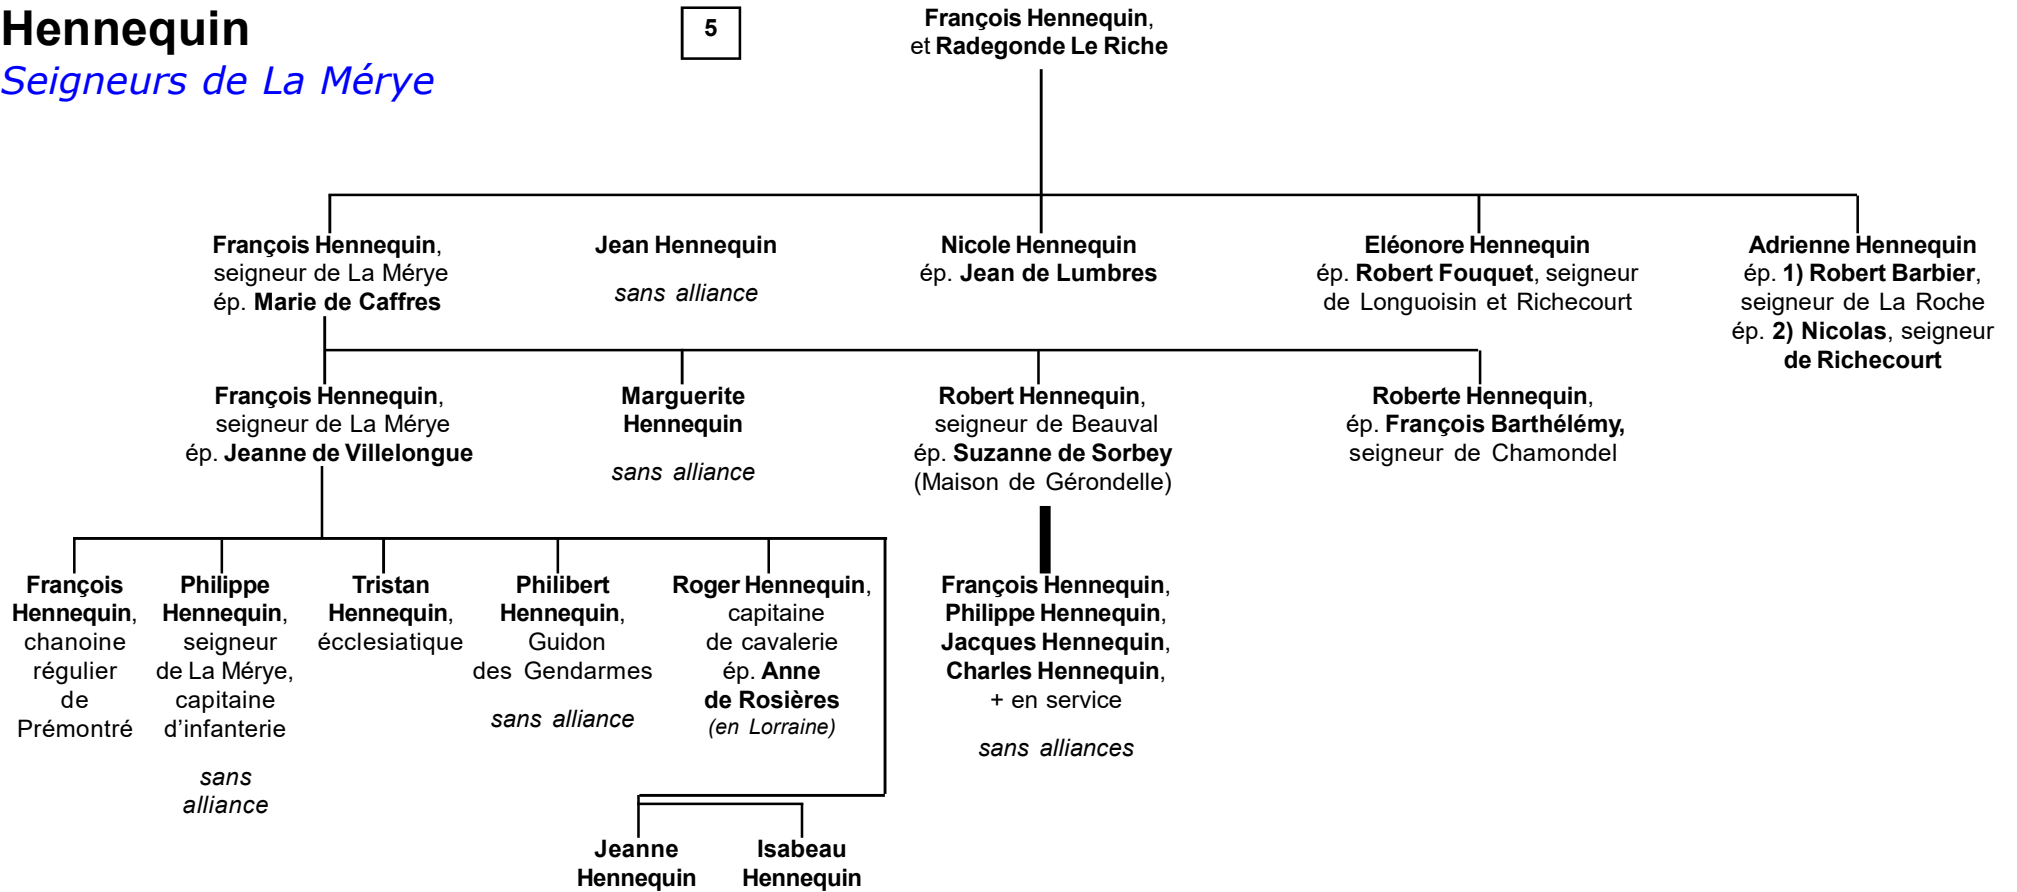 Hennequin
Seigneurs de La Mérye
5
François Hennequin,
et Radegonde Le Riche
François Hennequin,
seigneur de La Mérye
ép. Marie de Caffres
Jean Hennequin
sans alliance
Nicole Hennequin
ép. Jean de Lumbres
Eléonore Hennequin
ép. Robert Fouquet, seigneur
de Longuoisin et Richecourt
Adrienne Hennequin
ép. 1) Robert Barbier,
seigneur de La Roche
ép. 2) Nicolas, seigneur
de Richecourt
François Hennequin,
seigneur de La Mérye
ép. Jeanne de Villelongue
Marguerite
Hennequin
sans alliance
Robert Hennequin,
seigneur de Beauval
ép. Suzanne de Sorbey
(Maison de Gérondelle)
Roberte Hennequin,
ép. François Barthélémy,
seigneur de Chamondel
François
Hennequin,
chanoine
régulier
de
Prémontré
Philippe
Hennequin,
seigneur
de La Mérye,
capitaine
d’infanterie
sans
alliance
Tristan
Hennequin,
écclesiatique
Philibert
Hennequin,
Guidon
des Gendarmes
sans alliance
Roger Hennequin,
capitaine
de cavalerie
ép. Anne
de Rosières
(en Lorraine)
François Hennequin,
Philippe Hennequin,
Jacques Hennequin,
Charles Hennequin,
+ en service
sans alliances
Jeanne
Hennequin
Isabeau
Hennequin